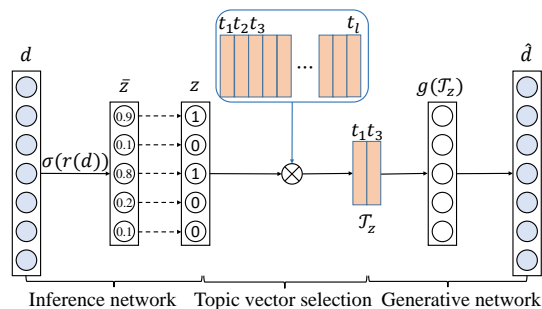 d
z̄
z
t₁t₂t₃
t_l
...
g(𝒯_z)
d̂
0.9
0.1
0.8
0.2
0.1
1
0
1
0
0
σ(r(d))
t₁t₃
𝒯_z
Inference network
Topic vector selection
Generative network